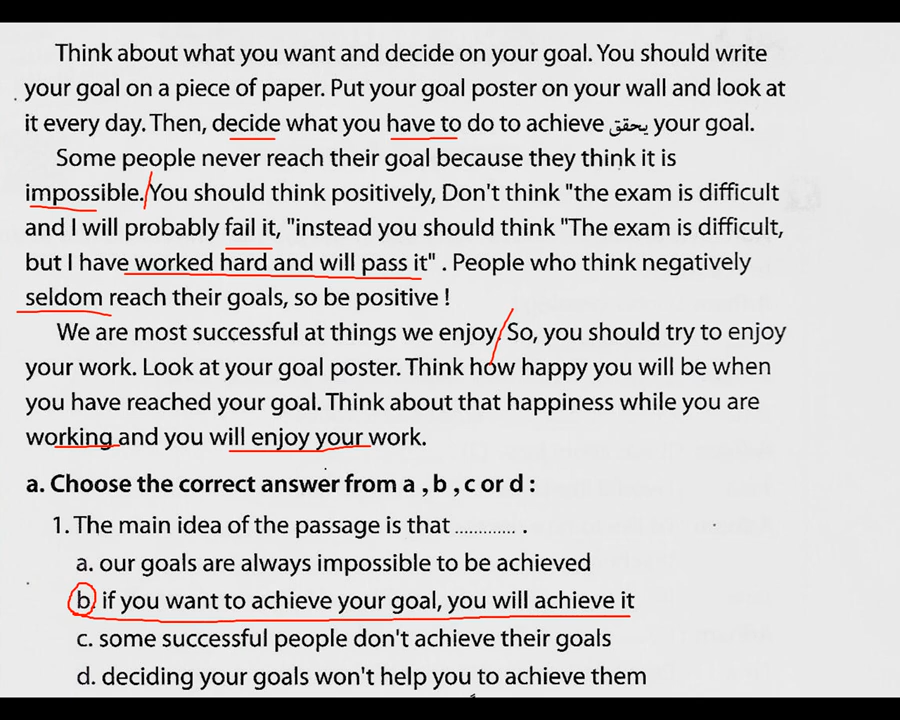 Think about what you want and decide on your goal. You should write
your goal on a piece of paper. Put your goal poster on your wall and look at
it every day. Then, decide what you have to do to achieve يحقق your goal.
Some people never reach their goal because they think it is
impossible. You should think positively, Don't think "the exam is difficult
and I will probably fail it, "instead you should think "The exam is difficult,
but I have worked hard and will pass it" . People who think negatively
seldom reach their goals, so be positive !
We are most successful at things we enjoy. So, you should try to enjoy
your work. Look at your goal poster. Think how happy you will be when
you have reached your goal. Think about that happiness while you are
working and you will enjoy your work.
a. Choose the correct answer from a , b , c or d :
1. The main idea of the passage is that ............. .
a. our goals are always impossible to be achieved
b. if you want to achieve your goal, you will achieve it
c. some successful people don't achieve their goals
d. deciding your goals won't help you to achieve them